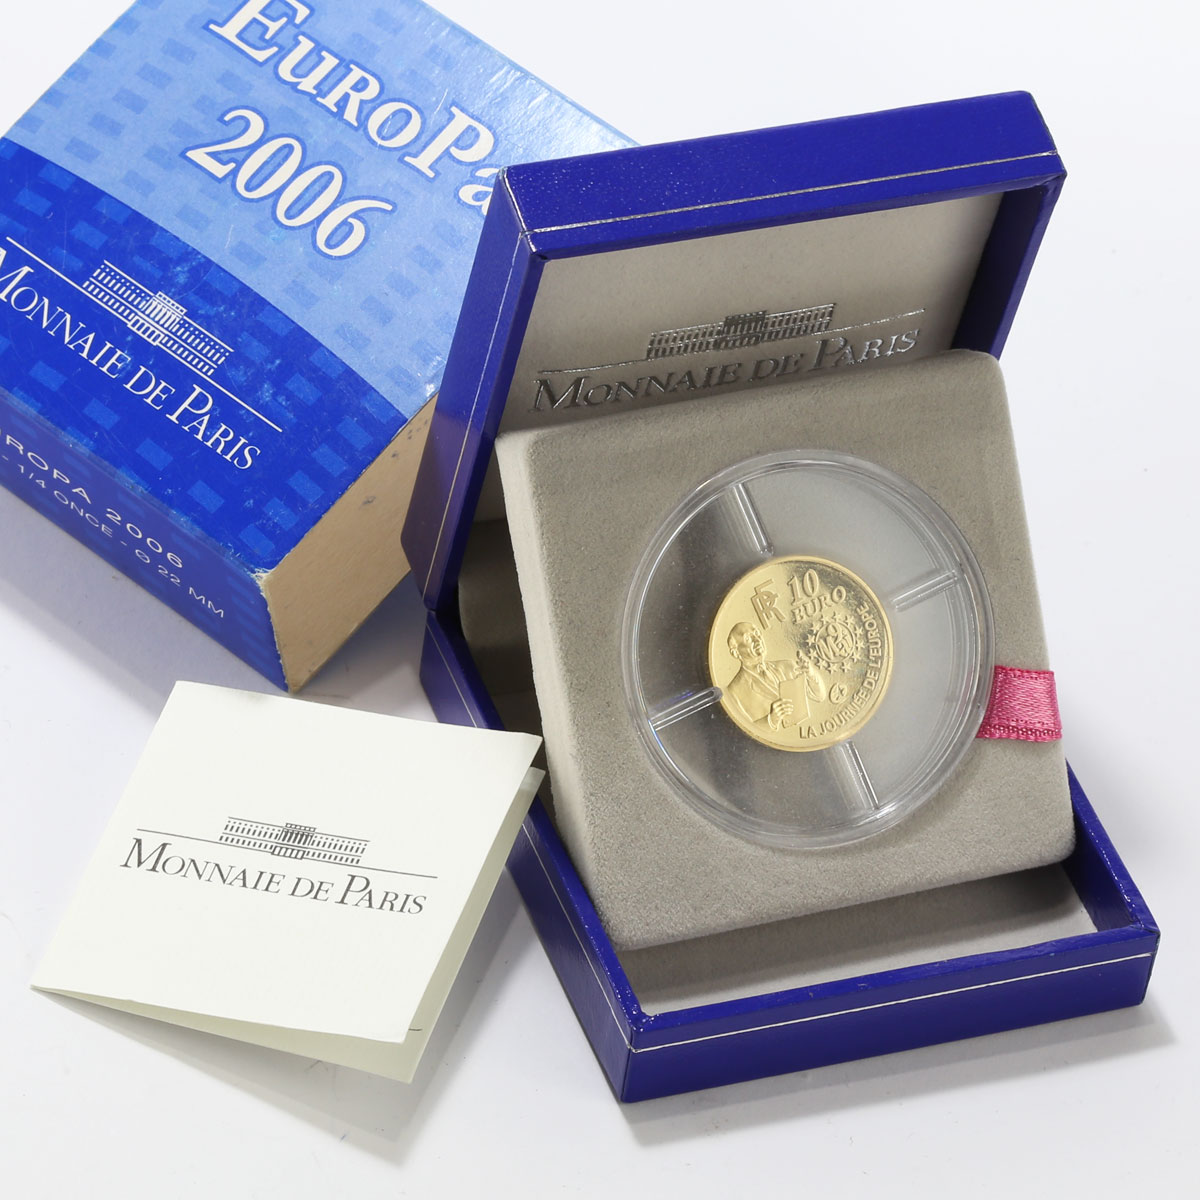 EuroPa
2006
MONNAIE DE PARIS
ROPA 2006
- 1/4 ONCE - Ø 22 MM
MONNAIE DE PARIS
RF
10
EURO
LA JOURNÉE DE L'EUROPE
MONNAIE DE PARIS